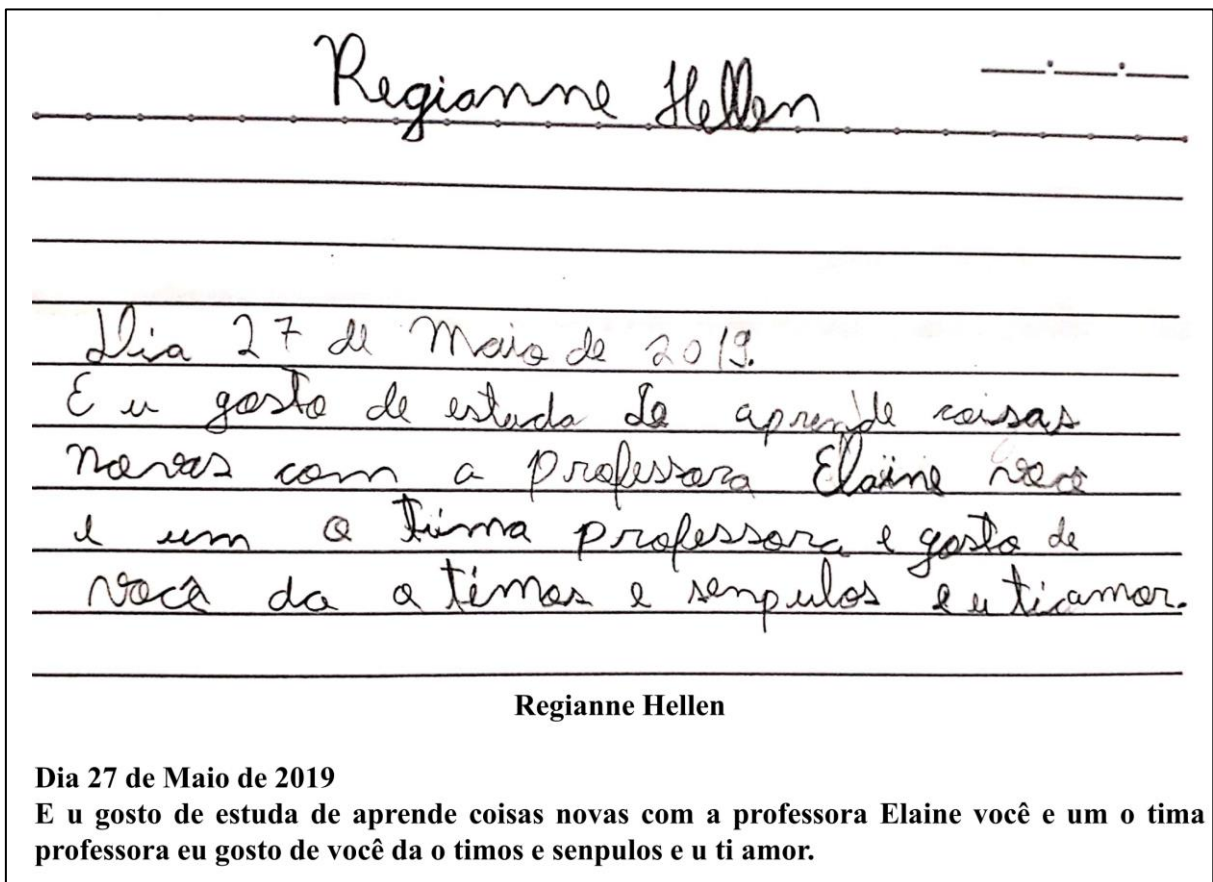 Regianne Hellen
Dia 27 de Maio de 2019.
E u gosto de estuda de aprende coisas
novas com a professora Elaine você
e um o tima professora e gosto de
você da o timos e senpulos e u ti amor.
Regianne Hellen
Dia 27 de Maio de 2019
E u gosto de estuda de aprende coisas novas com a professora Elaine você e um o tima
professora eu gosto de você da o timos e senpulos e u ti amor.